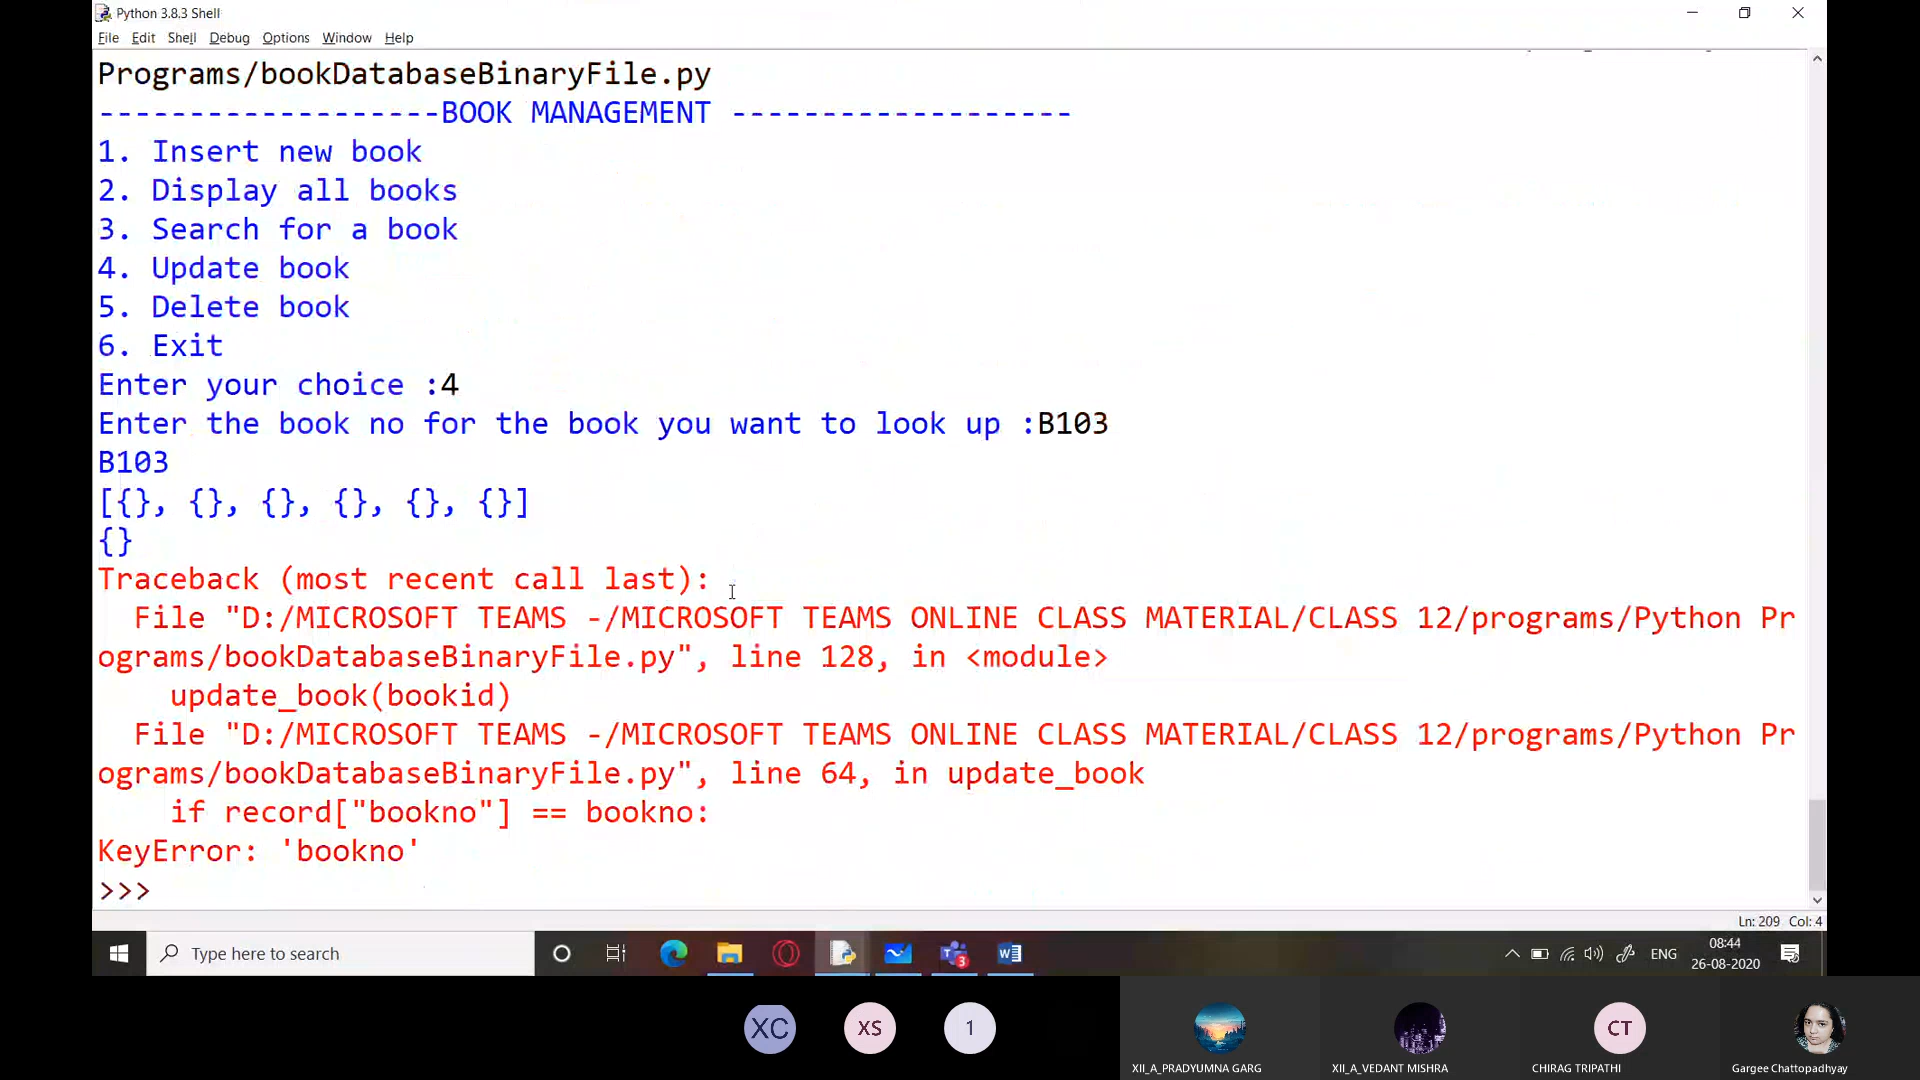 Python 3.8.3 Shell
File Edit Shell Debug Options Window Help
Programs/bookDatabaseBinaryFile.py
-------------------BOOK MANAGEMENT -------------------
1. Insert new book
2. Display all books
3. Search for a book
4. Update book
5. Delete book
6. Exit
Enter your choice :4
Enter the book no for the book you want to look up :B103
B103
[{}, {}, {}, {}, {}, {}]
{}
Traceback (most recent call last):
File "D:/MICROSOFT TEAMS -/MICROSOFT TEAMS ONLINE CLASS MATERIAL/CLASS 12/programs/Python Pr
ograms/bookDatabaseBinaryFile.py", line 128, in <module>
update_book(bookid)
File "D:/MICROSOFT TEAMS -/MICROSOFT TEAMS ONLINE CLASS MATERIAL/CLASS 12/programs/Python Pr
ograms/bookDatabaseBinaryFile.py", line 64, in update_book
if record["bookno"] == bookno:
KeyError: 'bookno'
>>>
Ln: 209 Col: 4
Type here to search
3
W
ENG
08:44
26-08-2020
XC XS 1 CT
XII_A_PRADYUMNA GARG XII_A_VEDANT MISHRA CHIRAG TRIPATHI Gargee Chattopadhyay